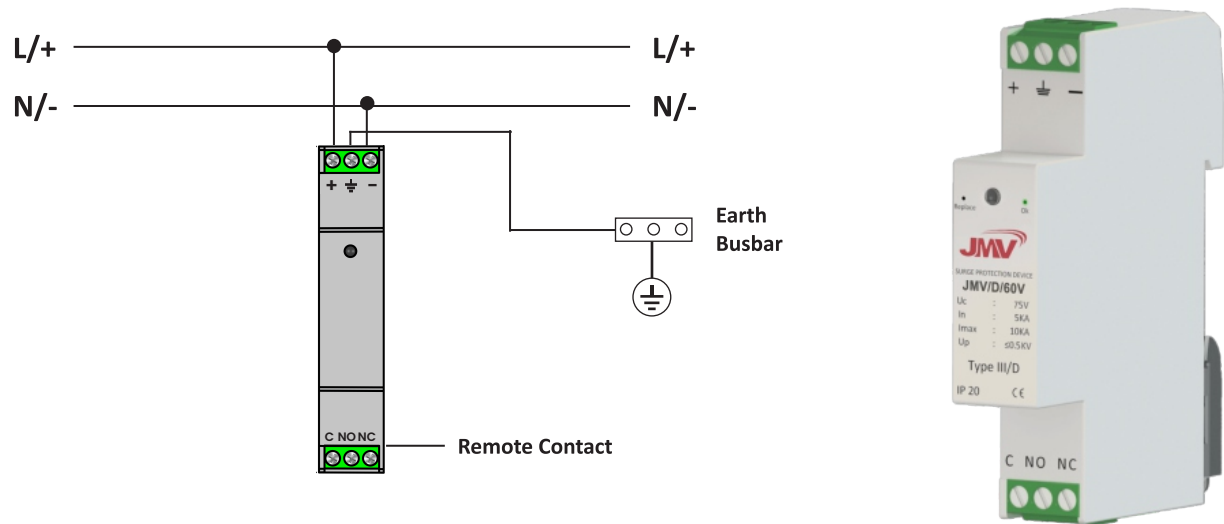 L/+
L/+
N/-
N/-
+ ⏚ −
Earth
Busbar
C NO NC
Remote Contact
+ ⏚ −
Replace
Ok
JMV
SURGE PROTECTION DEVICE
JMV/D/60V
Uc : 75V
In : 5KA
Imax : 10KA
Up : ≤0.5KV
Type III/D
IP 20 CE
C NO NC